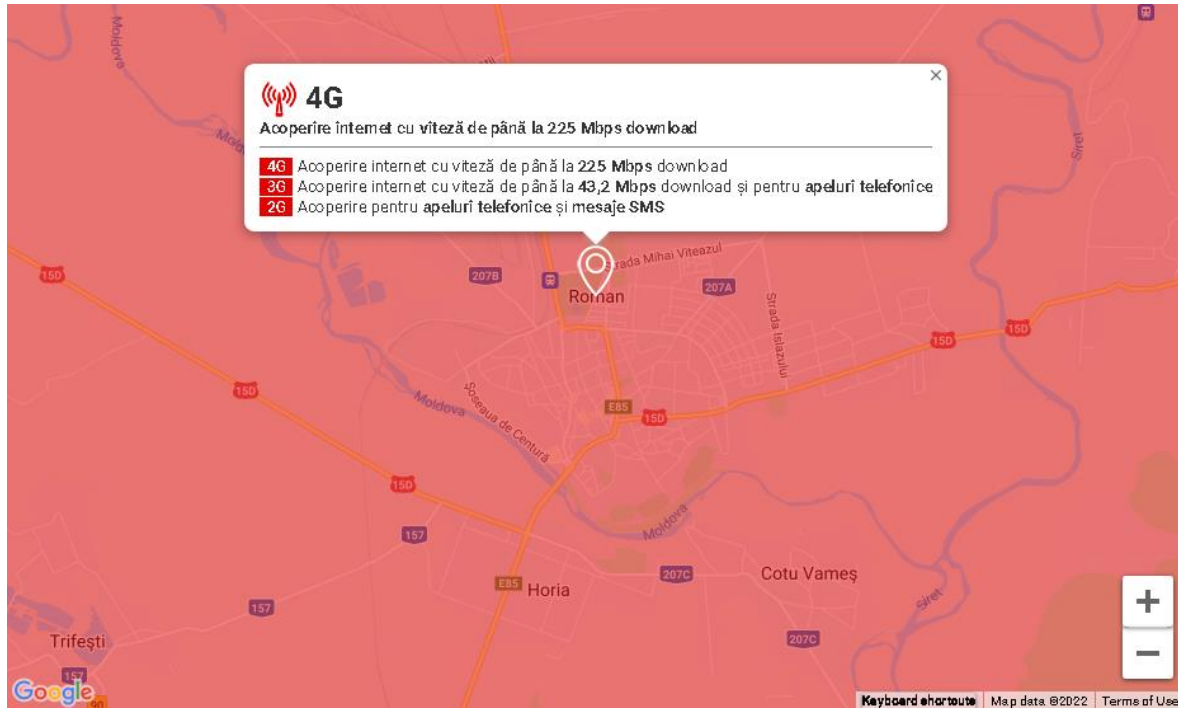 4G
Acoperire internet cu viteză de până la 225 Mbps download
4G Acoperire internet cu viteză de până la 225 Mbps download
3G Acoperire internet cu viteză de până la 43,2 Mbps download și pentru apeluri telefonice
2G Acoperire pentru apeluri telefonice și mesaje SMS
Moldova
Siret
Strada Mihai Viteazul
15D
207B
207A
Roman
Strada Islazului
15D
15D
15D
Șoseaua de Centură
Moldova
E85
15D
15D
157
Moldova
207C
Cotu Vameș
E85
Horia
Siret
157
207C
Trifești
157
Google
Keyboard shortcuts
Map data ©2022
Terms of Use